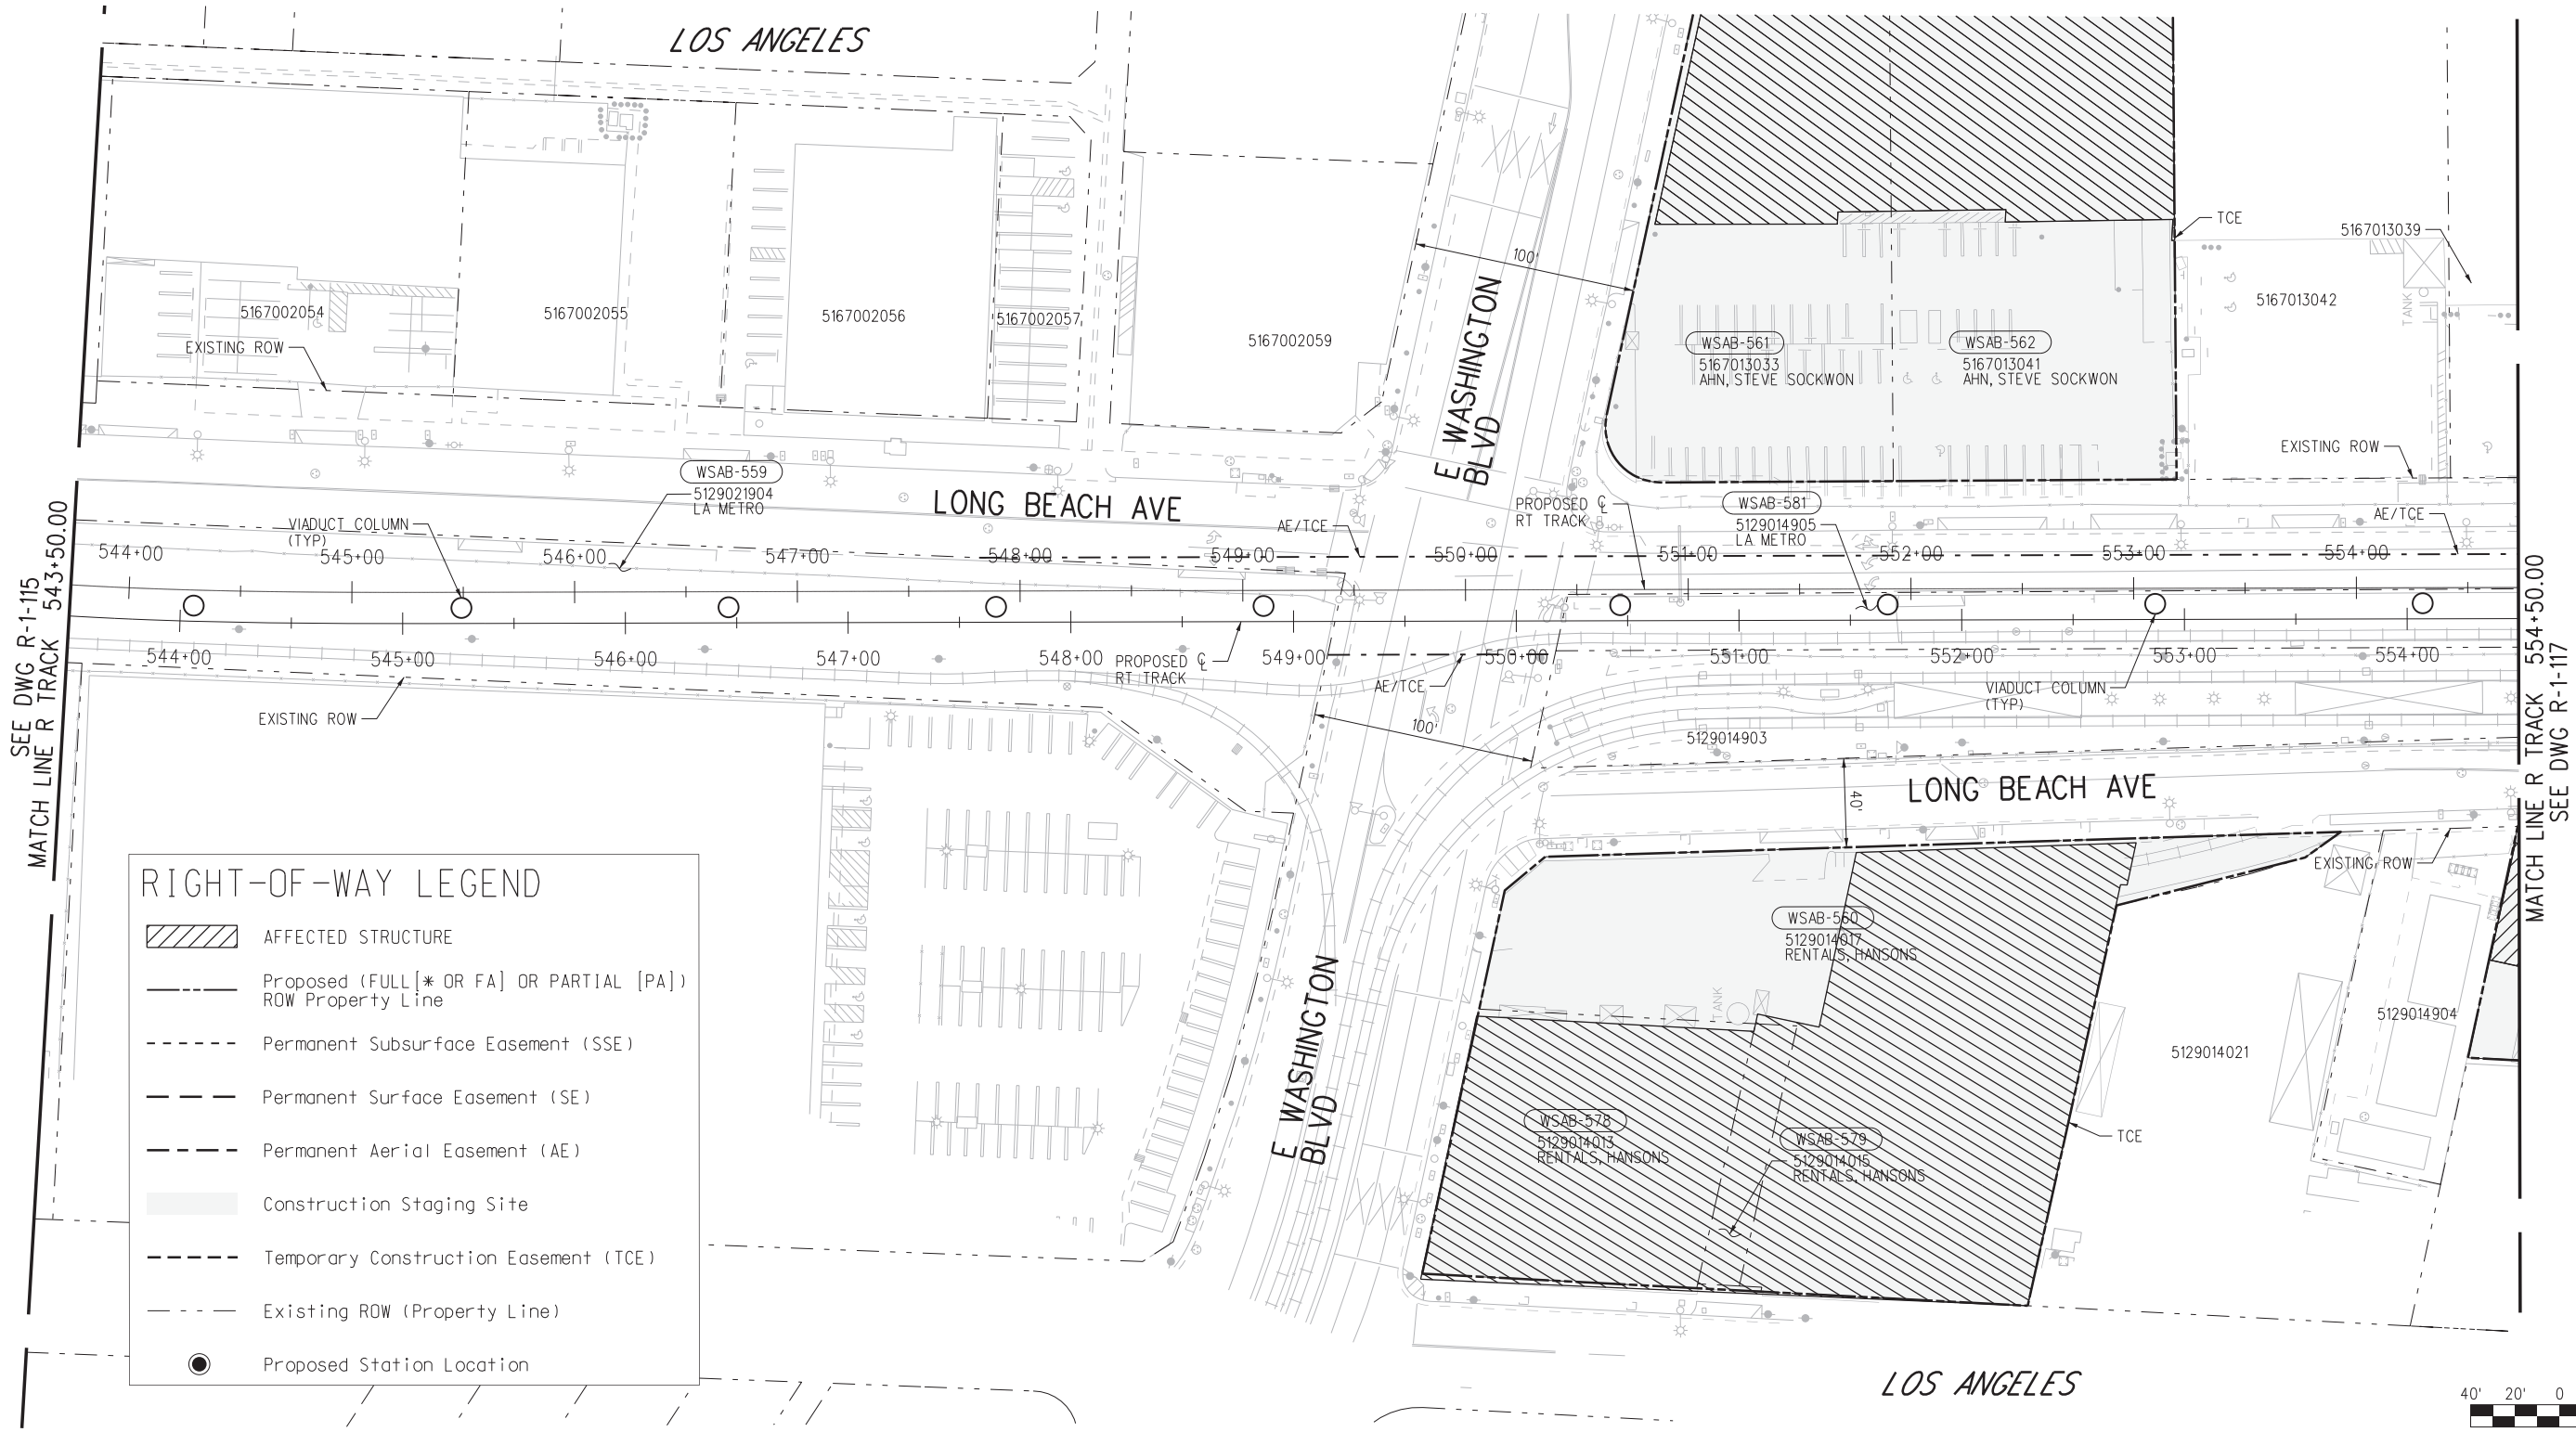 LOS ANGELES
5167002054
EXISTING ROW
5167002055
5167002056
5167002057
5167002059
100'
E WASHINGTON
BLVD
TCE
5167013039
5167013042
TANK
WSAB-561
5167013033
AHN, STEVE SOCKWON
WSAB-562
5167013041
AHN, STEVE SOCKWON
EXISTING ROW
WSAB-559
5129021904
LA METRO
LONG BEACH AVE
VIADUCT COLUMN
(TYP)
AE/TCE
PROPOSED ℄
RT TRACK
WSAB-581
5129014905
LA METRO
AE/TCE
544+00
545+00
546+00
547+00
548+00
549+00
550+00
551+00
552+00
553+00
554+00
SEE DWG R-1-115
MATCH LINE R TRACK 543+50.00
MATCH LINE R TRACK 554+50.00
SEE DWG R-1-117
544+00
545+00
546+00
547+00
548+00
549+00
550+00
551+00
552+00
553+00
554+00
PROPOSED ℄
RT TRACK
AE/TCE
VIADUCT COLUMN
(TYP)
EXISTING ROW
100'
5129014903
40'
LONG BEACH AVE
EXISTING ROW
WSAB-560
5129014017
RENTALS, HANSONS
TANK
E WASHINGTON
BLVD
5129014904
5129014021
WSAB-578
5129014013
RENTALS, HANSONS
WSAB-579
5129014015
RENTALS, HANSONS
TCE
RIGHT-OF-WAY LEGEND
AFFECTED STRUCTURE
Proposed (FULL[* OR FA] OR PARTIAL [PA])
ROW Property Line
Permanent Subsurface Easement (SSE)
Permanent Surface Easement (SE)
Permanent Aerial Easement (AE)
Construction Staging Site
Temporary Construction Easement (TCE)
Existing ROW (Property Line)
Proposed Station Location
LOS ANGELES
40' 20' 0